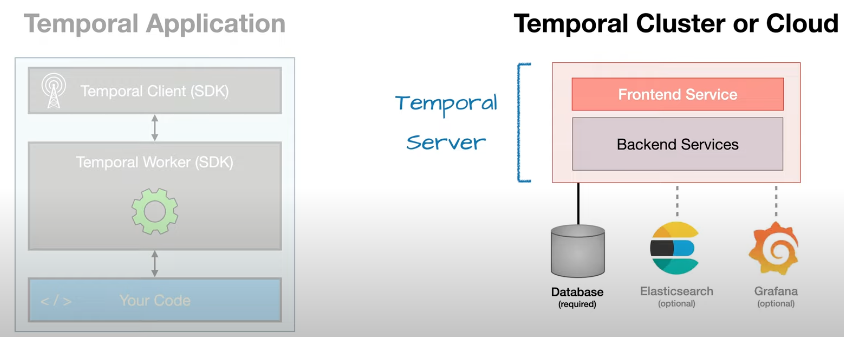 Temporal Application
Temporal Cluster or Cloud
Temporal Client (SDK)
Temporal Worker (SDK)
</>
Your Code
Temporal
Server
Frontend Service
Backend Services
Database
(required)
Elasticsearch
(optional)
Grafana
(optional)